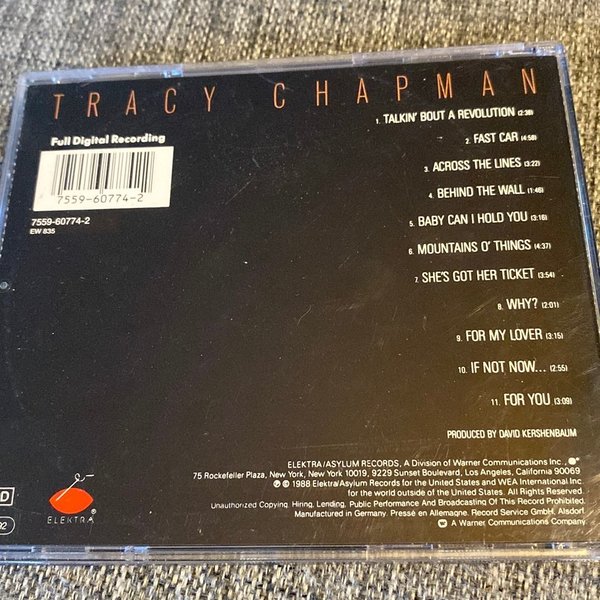 TRACY CHAPMAN
Full Digital Recording
7559-60774-2
7559-60774-2
EW 835
1. TALKIN' BOUT A REVOLUTION (2:38)
2. FAST CAR (4:58)
3. ACROSS THE LINES (3:22)
4. BEHIND THE WALL (1:46)
5. BABY CAN I HOLD YOU (3:16)
6. MOUNTAINS O' THINGS (4:37)
7. SHE'S GOT HER TICKET (3:54)
8. WHY? (2:01)
9. FOR MY LOVER (3:15)
10. IF NOT NOW... (2:55)
11. FOR YOU (3:09)
PRODUCED BY DAVID KERSHENBAUM
ELEKTRA/ASYLUM RECORDS, A Division of Warner Communications Inc.,
75 Rockefeller Plaza, New York, New York 10019, 9229 Sunset Boulevard, Los Angeles, California 90069
℗ © 1988 Elektra/Asylum Records for the United States and WEA International Inc.
for the world outside of the United States. All Rights Reserved.
Unauthorized Copying, Hiring, Lending, Public Performance And Broadcasting Of This Record Prohibited.
Manufactured in Germany. Pressé en Allemagne. Record Service GmbH, Alsdorf.
A Warner Communications Company
ELEKTRA
D
92